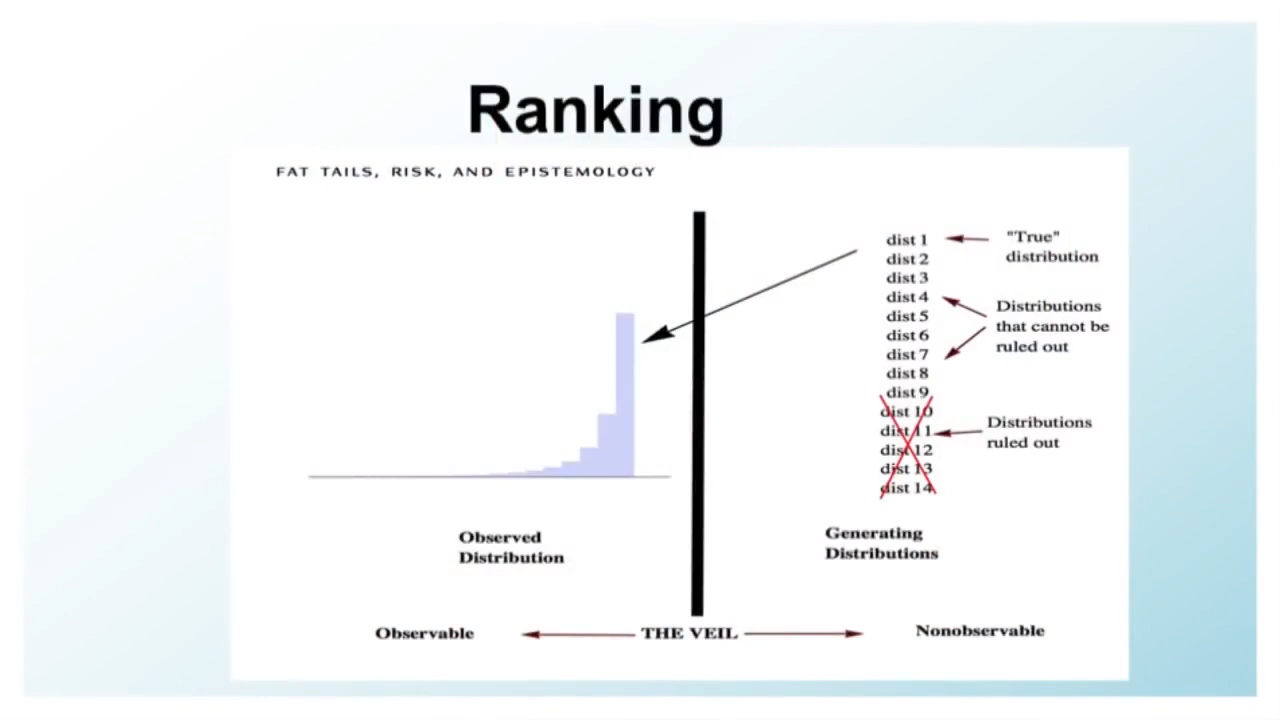 Ranking
FAT TAILS, RISK, AND EPISTEMOLOGY
dist 1
dist 2
dist 3
dist 4
dist 5
dist 6
dist 7
dist 8
dist 9
dist 10
dist 11
dist 12
dist 13
dist 14
"True"
distribution
Distributions
that cannot be
ruled out
Distributions
ruled out
Observed
Distribution
Generating
Distributions
Observable
THE VEIL
Nonobservable